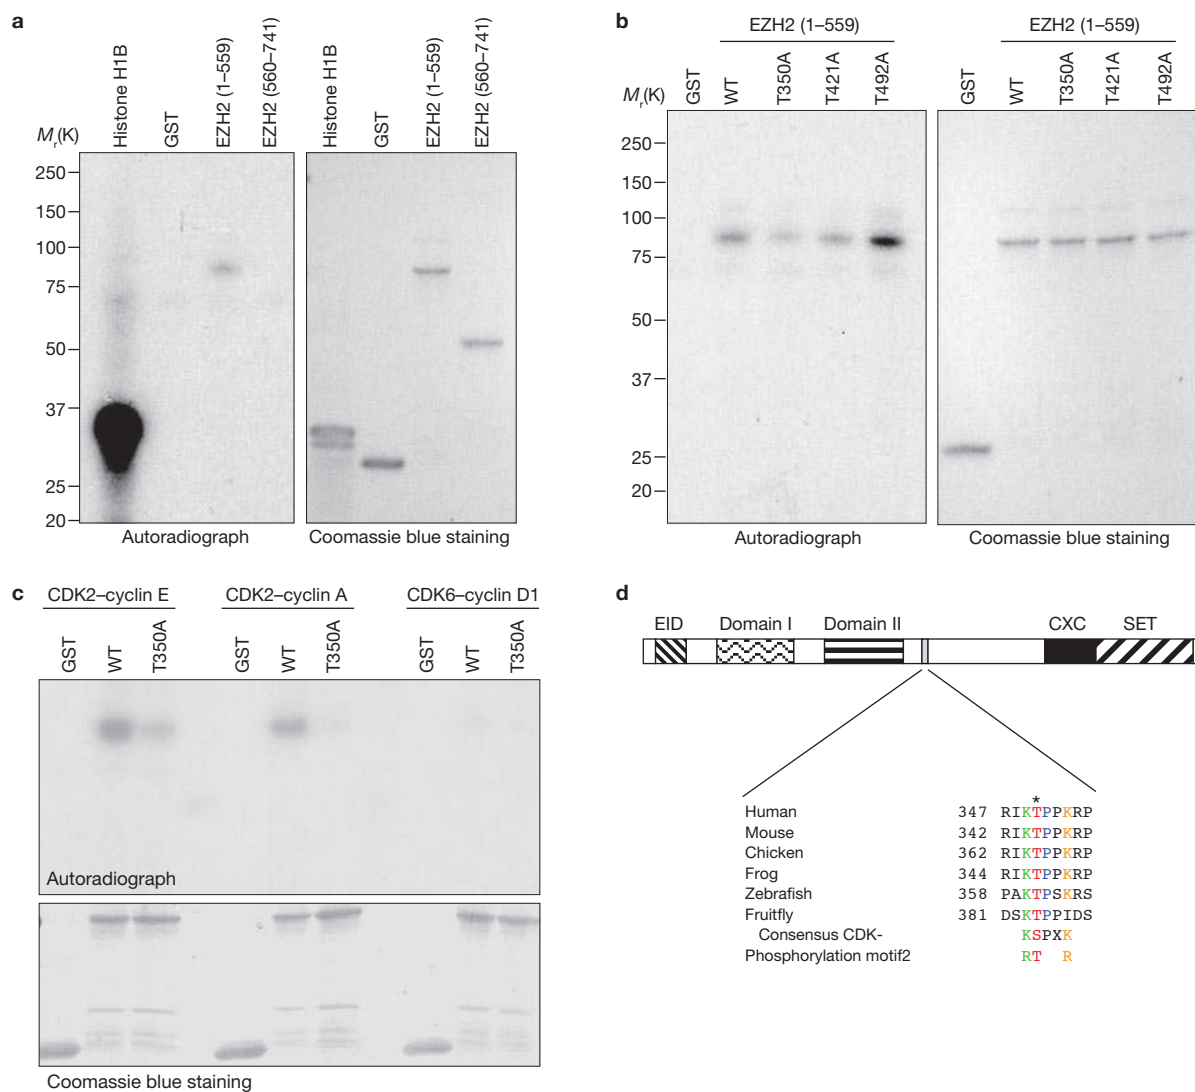 a
Histone H1B
GST
EZH2 (1–559)
EZH2 (560–741)
Histone H1B
GST
EZH2 (1–559)
EZH2 (560–741)
Mr(K)
250
150
100
75
50
37
25
20
Autoradiograph
Coomassie blue staining
b
EZH2 (1–559)
EZH2 (1–559)
GST
WT
T350A
T421A
T492A
GST
WT
T350A
T421A
T492A
Mr(K)
250
150
100
75
50
37
25
20
Autoradiograph
Coomassie blue staining
c
CDK2–cyclin E
CDK2–cyclin A
CDK6–cyclin D1
GST
WT
T350A
GST
WT
T350A
GST
WT
T350A
Autoradiograph
Coomassie blue staining
d
EID
Domain I
Domain II
CXC
SET
*
Human 347 RIKTPPKRP
Mouse 342 RIKTPPKRP
Chicken 362 RIKTPPKRP
Frog 344 RIKTPPKRP
Zebrafish 358 PAKTPSKRS
Fruitfly 381 DSKTPPIDS
Consensus CDK- KSPXK
Phosphorylation motif2 RT R